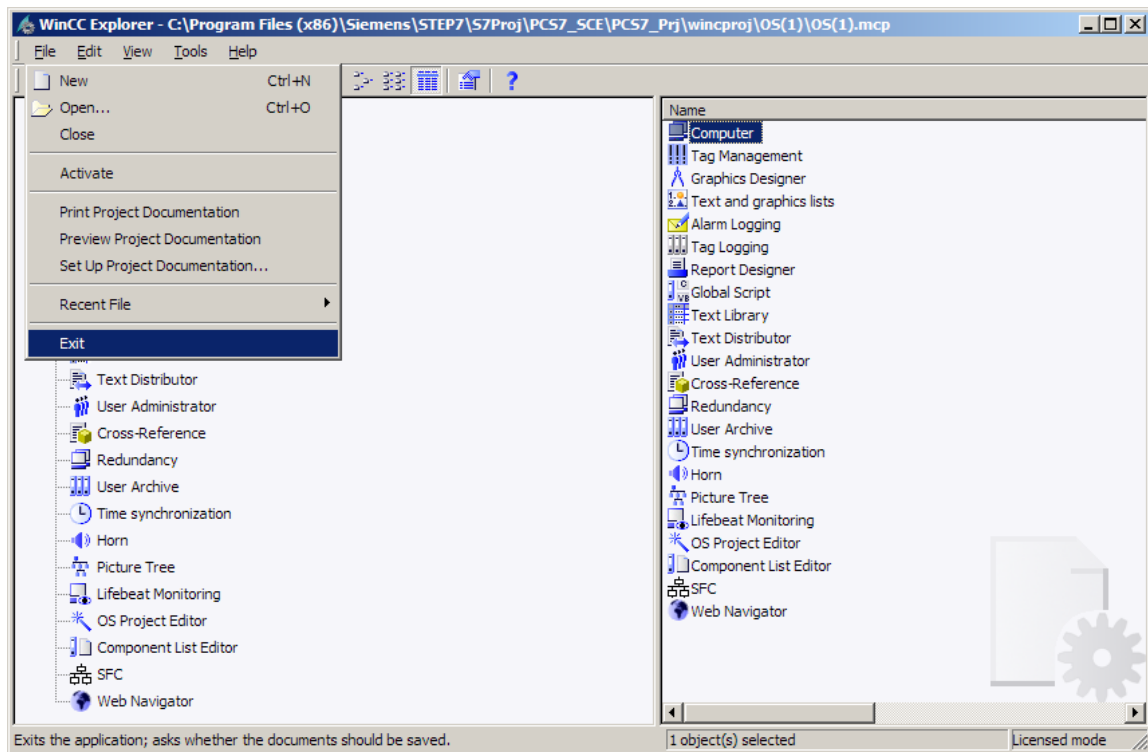 WinCC Explorer - C:\Program Files (x86)\Siemens\STEP7\S7Proj\PCS7_SCE\PCS7_Prj\wincproj\OS(1)\OS(1).mcp
File Edit View Tools Help
New Ctrl+N
Open... Ctrl+O
Close
Activate
Print Project Documentation
Preview Project Documentation
Set Up Project Documentation...
Recent File
Exit
Text Distributor
User Administrator
Cross-Reference
Redundancy
User Archive
Time synchronization
Horn
Picture Tree
Lifebeat Monitoring
OS Project Editor
Component List Editor
SFC
Web Navigator
Name
Computer
Tag Management
Graphics Designer
Text and graphics lists
Alarm Logging
Tag Logging
Report Designer
Global Script
Text Library
Text Distributor
User Administrator
Cross-Reference
Redundancy
User Archive
Time synchronization
Horn
Picture Tree
Lifebeat Monitoring
OS Project Editor
Component List Editor
SFC
Web Navigator
Exits the application; asks whether the documents should be saved. 1 object(s) selected Licensed mode